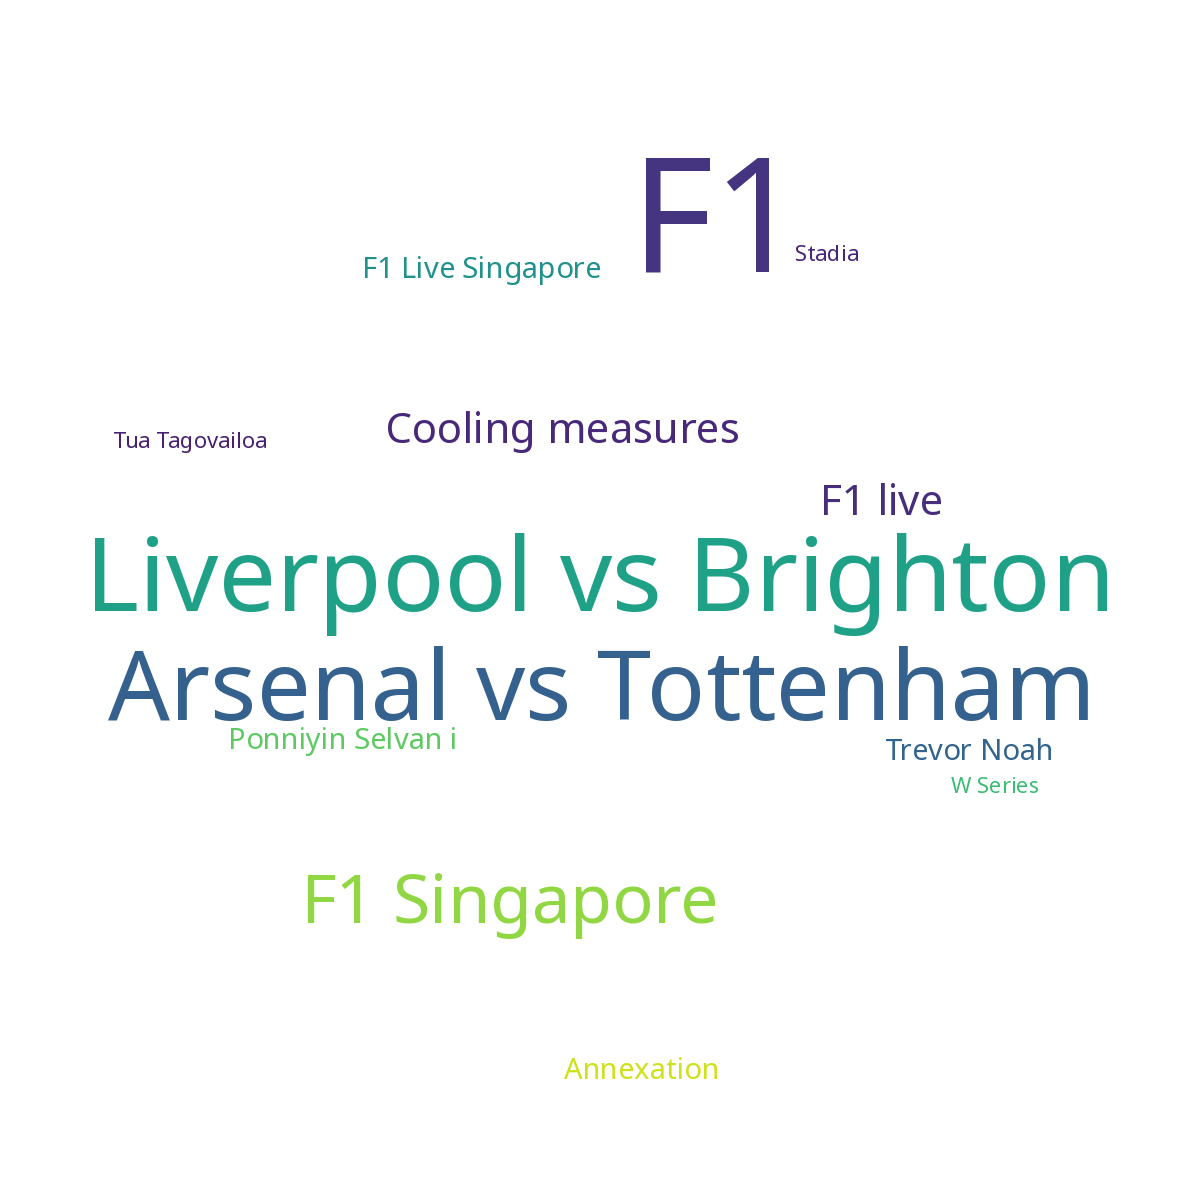 F1
Stadia
F1 Live Singapore
Cooling measures
Tua Tagovailoa
F1 live
Liverpool vs Brighton
Arsenal vs Tottenham
Ponniyin Selvan i
Trevor Noah
W Series
F1 Singapore
Annexation